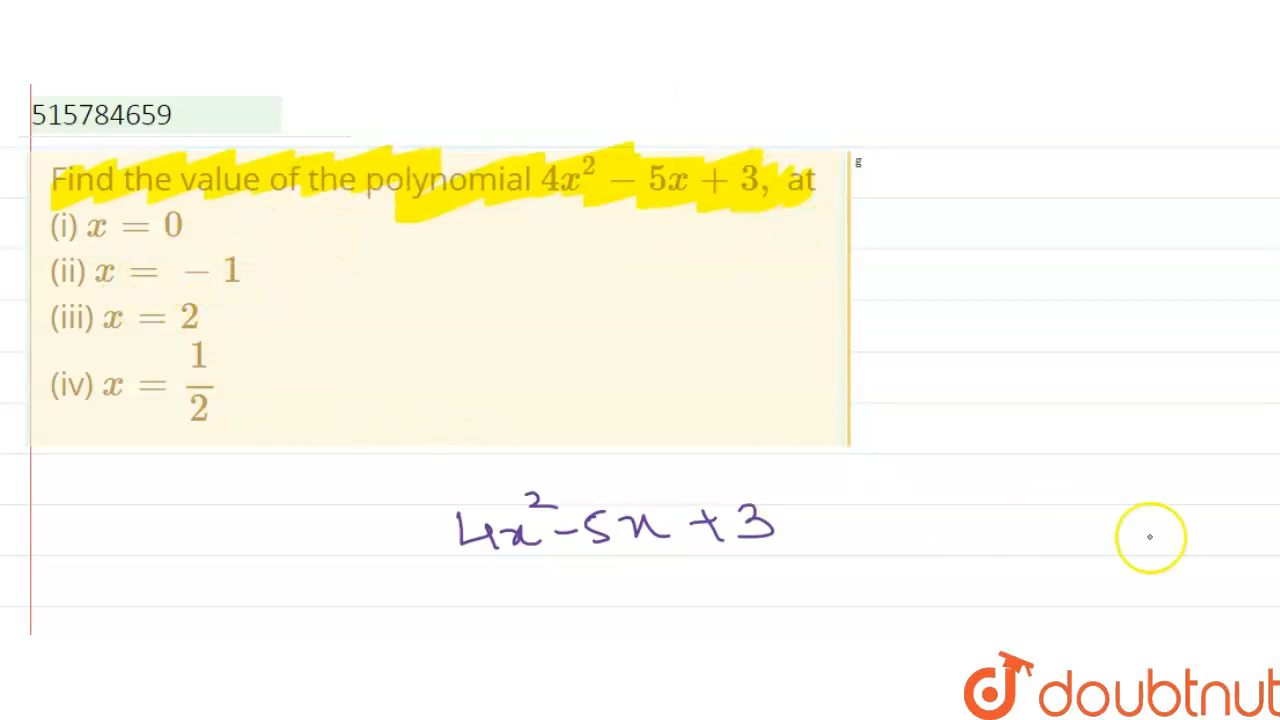 515784659
Find the value of the polynomial 4x² − 5x + 3, at
g
(i) x = 0
(ii) x = − 1
(iii) x = 2
(iv) x = 1/2
4x² - 5x + 3
doubtnut